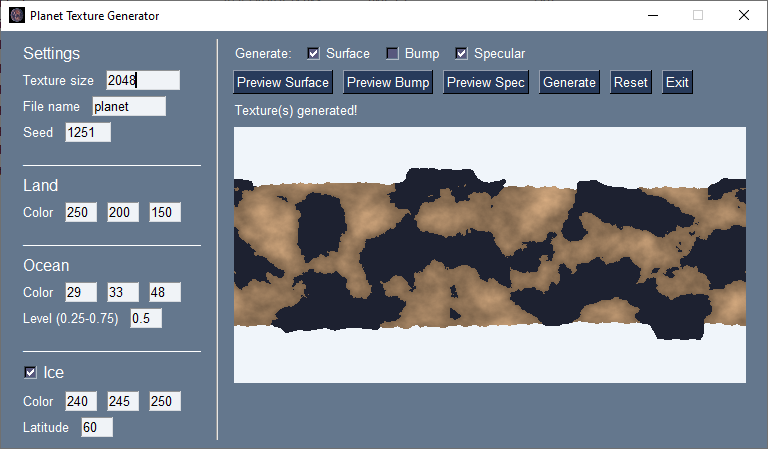 Planet Texture Generator
Settings
Texture size 2048
File name planet
Seed 1251
Land
Color 250 200 150
Ocean
Color 29 33 48
Level (0.25-0.75) 0.5
Ice
Color 240 245 250
Latitude 60
Generate: Surface Bump Specular
Preview Surface Preview Bump Preview Spec Generate Reset Exit
Texture(s) generated!